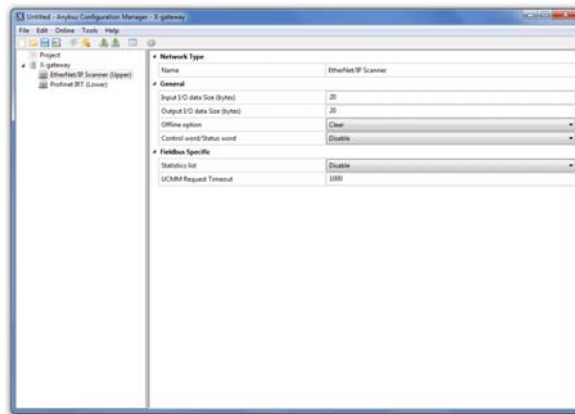 Untitled - Anybus Configuration Manager - X-gateway
File Edit Online Tools Help
Project
X-gateway
EtherNet/IP Scanner (Upper)
Profinet IRT (Lower)
Network Type
Name EtherNet/IP Scanner
General
Input I/O data Size (bytes) 20
Output I/O data Size (bytes) 20
Offline option Clear
Control word/Status word Disable
Fieldbus Specific
Statistics list Disable
UCMM Request Timeout 1000